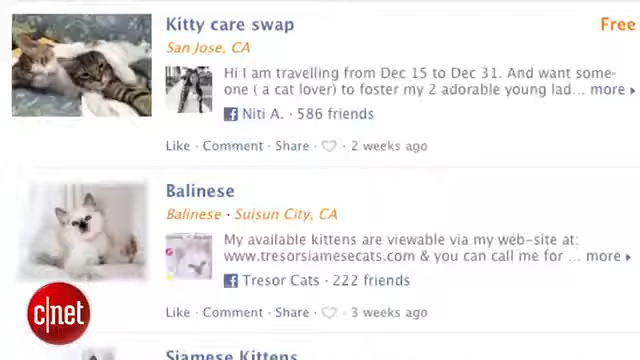 Kitty care swap
Free
San Jose, CA
Hi I am travelling from Dec 15 to Dec 31. And want some-
one ( a cat lover) to foster my 2 adorable young lad... more
Niti A. · 586 friends
Like · Comment · Share · 2 weeks ago
Balinese
Balinese · Suisun City, CA
My available kittens are viewable via my web-site at:
www.tresorsiamesecats.com & you can call me for ... more
Tresor Cats · 222 friends
Like · Comment · Share · 3 weeks ago
c|net
Siamese Kittens